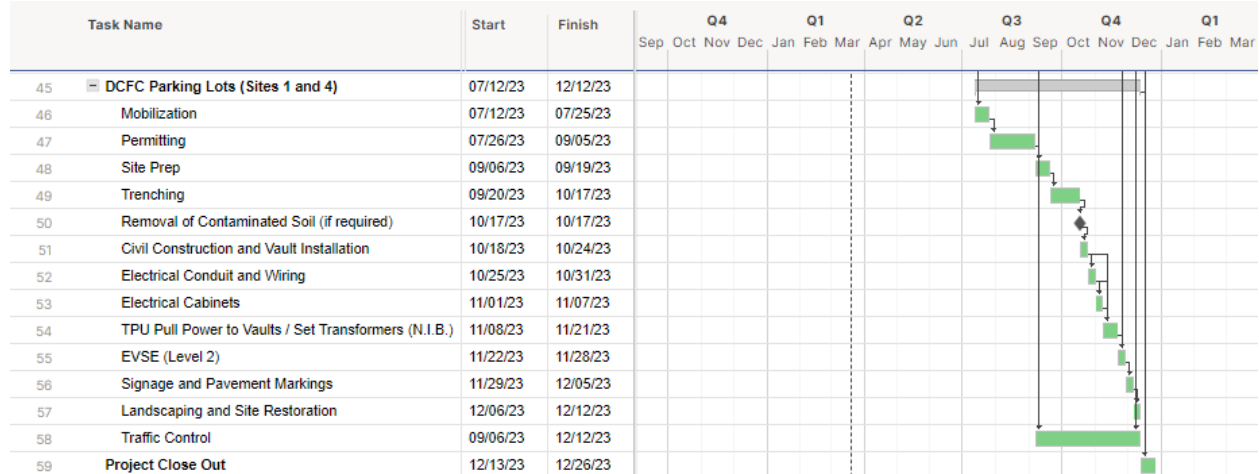 Task Name Start Finish Q4 Q1 Q2 Q3 Q4 Q1
Sep Oct Nov Dec Jan Feb Mar Apr May Jun Jul Aug Sep Oct Nov Dec Jan Feb Mar
45 DCFC Parking Lots (Sites 1 and 4) 07/12/23 12/12/23
46 Mobilization 07/12/23 07/25/23
47 Permitting 07/26/23 09/05/23
48 Site Prep 09/06/23 09/19/23
49 Trenching 09/20/23 10/17/23
50 Removal of Contaminated Soil (if required) 10/17/23 10/17/23
51 Civil Construction and Vault Installation 10/18/23 10/24/23
52 Electrical Conduit and Wiring 10/25/23 10/31/23
53 Electrical Cabinets 11/01/23 11/07/23
54 TPU Pull Power to Vaults / Set Transformers (N.I.B.) 11/08/23 11/21/23
55 EVSE (Level 2) 11/22/23 11/28/23
56 Signage and Pavement Markings 11/29/23 12/05/23
57 Landscaping and Site Restoration 12/06/23 12/12/23
58 Traffic Control 09/06/23 12/12/23
59 Project Close Out 12/13/23 12/26/23